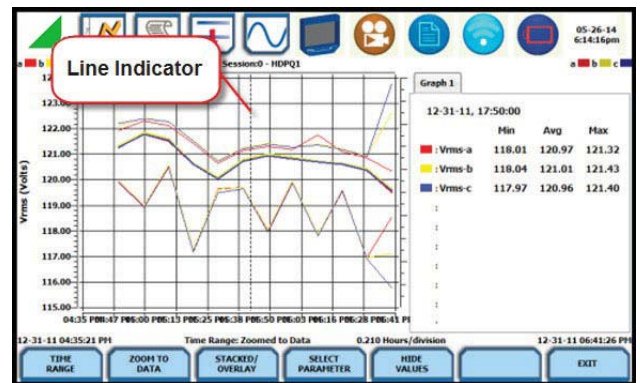 05-26-14
6:14:16pm
a b
Session:0 - HDPQ1
a b c
Line Indicator
Graph 1
12-31-11, 17:50:00
Min Avg Max
: Vrms-a 118.01 120.97 121.32
: Vrms-b 118.04 121.01 121.43
: Vrms-c 117.97 120.96 121.40
:
:
:
:
:
Vrms (Volts)
123.00
122.00
121.00
120.00
119.00
118.00
117.00
116.00
115.00
04:35 PM
12-31-11 04:35:21 PM Time Range: Zoomed to Data 0.210 Hours/division 12-31-11 06:41:26 PM
TIME RANGE
ZOOM TO DATA
STACKED/ OVERLAY
SELECT PARAMETER
HIDE VALUES
EXIT